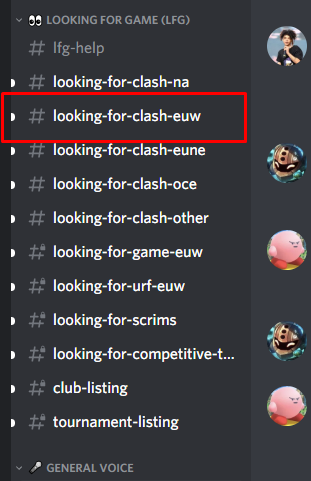 👀 LOOKING FOR GAME (LFG)
# lfg-help
# looking-for-clash-na
# looking-for-clash-euw
# looking-for-clash-eune
# looking-for-clash-oce
# looking-for-clash-other
# looking-for-game-euw
# looking-for-urf-euw
# looking-for-scrims
# looking-for-competitive-t...
# club-listing
# tournament-listing
🎤 GENERAL VOICE